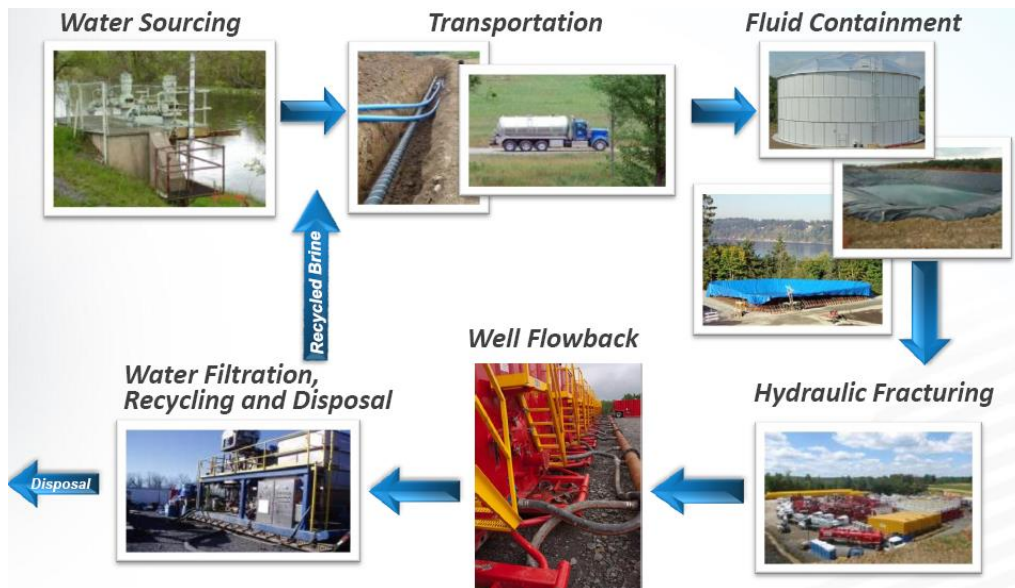 Water Sourcing
Transportation
Fluid Containment
Recycled Brine
Well Flowback
Water Filtration,
Recycling and Disposal
Hydraulic Fracturing
Disposal